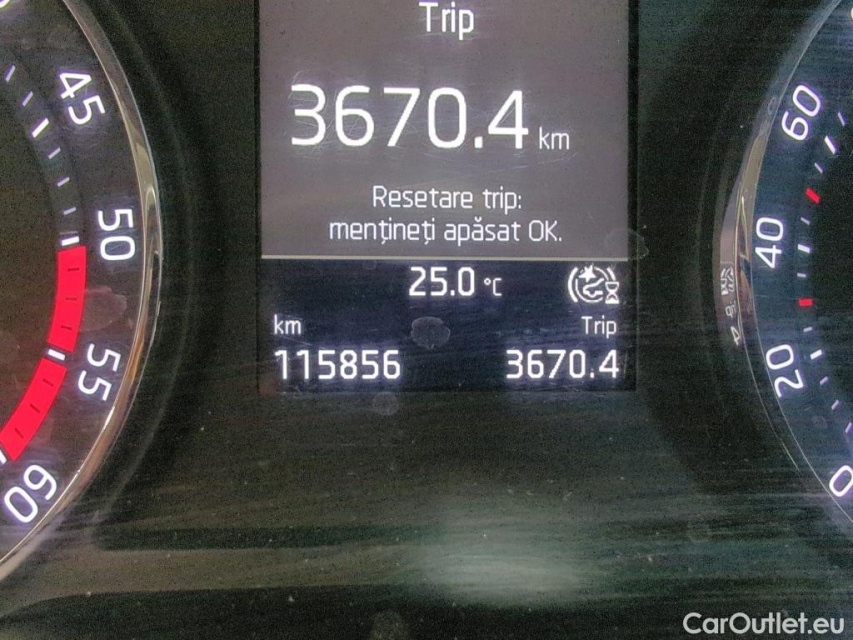 Trip
3670.4 km
Resetare trip:
mențineți apăsat OK.
25.0 °C
km
Trip
115856
3670.4
45
50
55
60
60
40
20
0
CarOutlet.eu